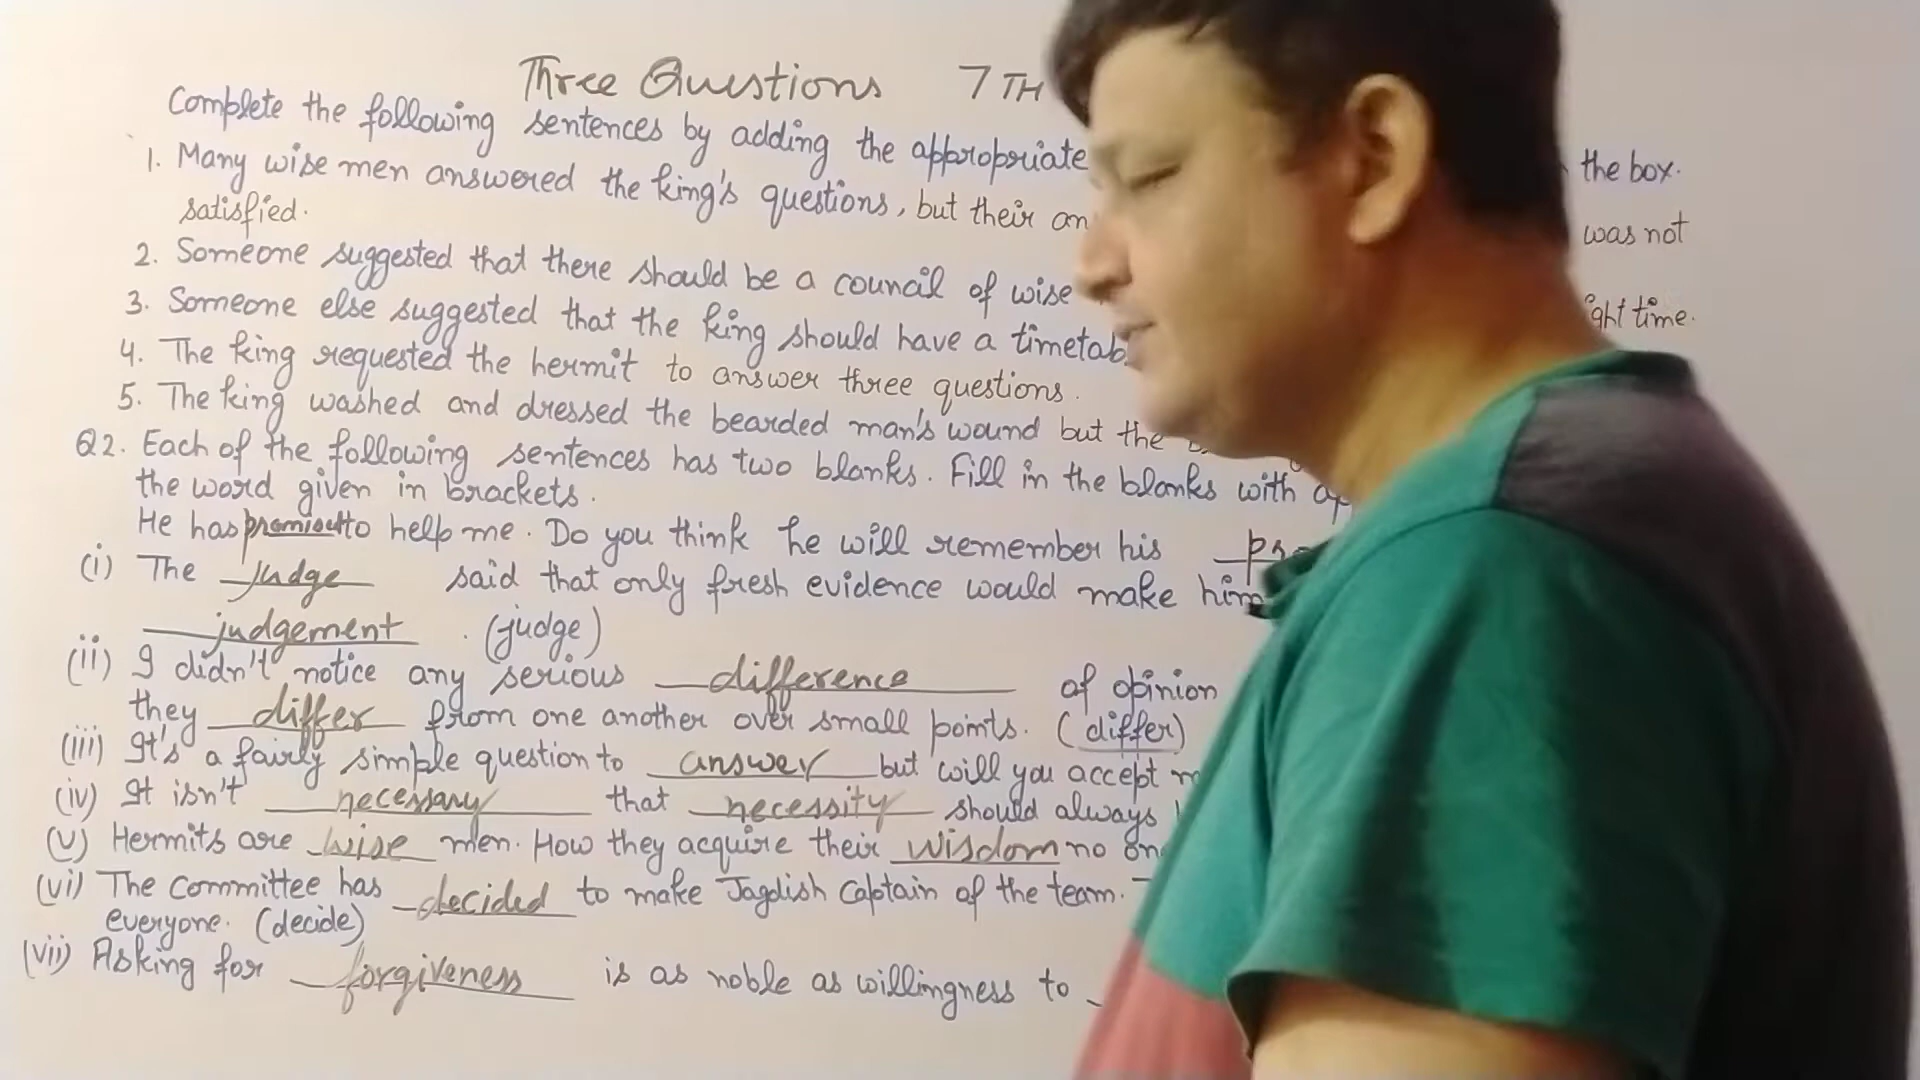 Three Questions 7TH
Complete the following sentences by adding the appropriate the box.
1. Many wise men answered the king's questions, but their an was not
satisfied.
2. Someone suggested that there should be a council of wise
3. Someone else suggested that the king should have a timetab ght time.
4. The king requested the hermit to answer three questions.
5. The king washed and dressed the bearded man's wound but the
Q2. Each of the following sentences has two blanks. Fill in the blanks with ap
the word given in brackets.
He has to help me. Do you think he will remember his
(i) The judge said that only fresh evidence would make him
judgement. (judge)
(ii) I didn't notice any serious difference of opinion
they differ from one another over small points. (differ)
(iii) It's a fairly simple question to answer but will you accept m
(iv) It isn't necessary that necessity should always
(v) Hermits are wise men. How they acquire their wisdom no one
(vi) The committee has decided to make Jagdish captain of the team.
everyone. (decide)
(vii) Asking for forgiveness is as noble as willingness to